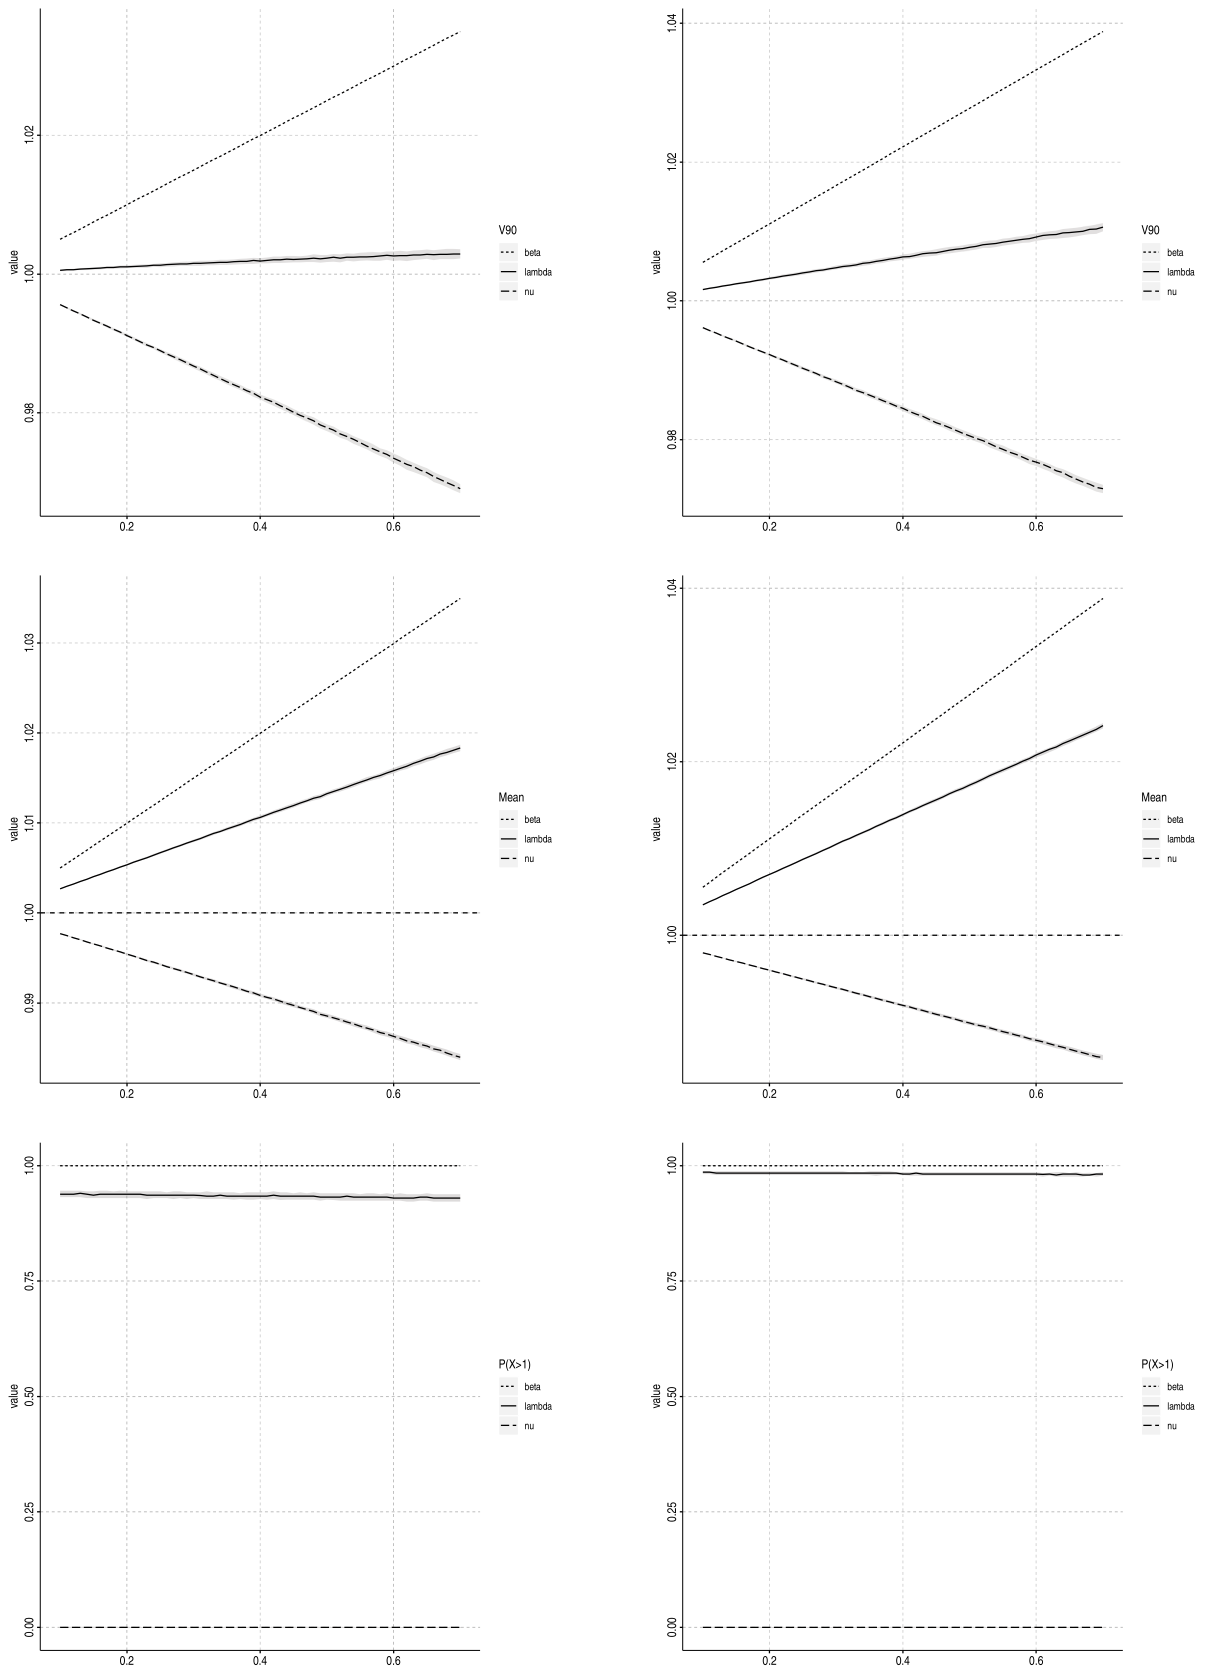 value
1.02
1.00
0.98
0.2 0.4 0.6
V90
beta
lambda
nu
value
1.04
1.02
1.00
0.98
0.2 0.4 0.6
V90
beta
lambda
nu
value
1.03
1.02
1.01
1.00
0.99
0.2 0.4 0.6
Mean
beta
lambda
nu
value
1.04
1.02
1.00
0.2 0.4 0.6
Mean
beta
lambda
nu
value
1.00
0.75
0.50
0.25
0.00
0.2 0.4 0.6
P(X>1)
beta
lambda
nu
value
1.00
0.75
0.50
0.25
0.00
0.2 0.4 0.6
P(X>1)
beta
lambda
nu